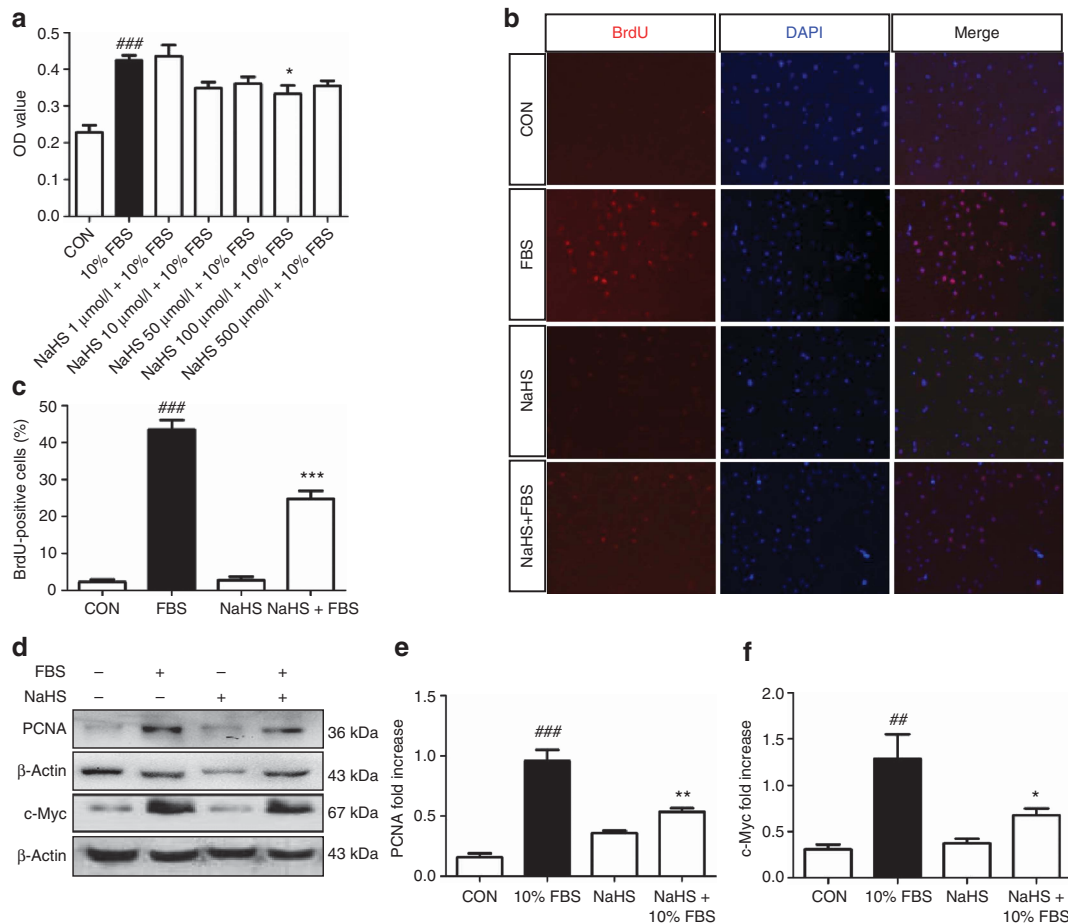 a
OD value
0.5
0.4
0.3
0.2
0.1
0.0
###
*
CON
10% FBS
NaHS 1 μmol/l + 10% FBS
NaHS 10 μmol/l + 10% FBS
NaHS 50 μmol/l + 10% FBS
NaHS 100 μmol/l + 10% FBS
NaHS 500 μmol/l + 10% FBS
b
BrdU
DAPI
Merge
CON
FBS
NaHS
NaHS+FBS
c
BrdU-positive cells (%)
50
40
30
20
10
0
###
***
CON
FBS
NaHS
NaHS + FBS
d
FBS – + – +
NaHS – – + +
PCNA 36 kDa
β-Actin 43 kDa
c-Myc 67 kDa
β-Actin 43 kDa
e
PCNA fold increase
1.5
1.0
0.5
0.0
###
**
CON
10% FBS
NaHS
NaHS +
10% FBS
f
c-Myc fold increase
2.0
1.5
1.0
0.5
0.0
##
*
CON
10% FBS
NaHS
NaHS +
10% FBS